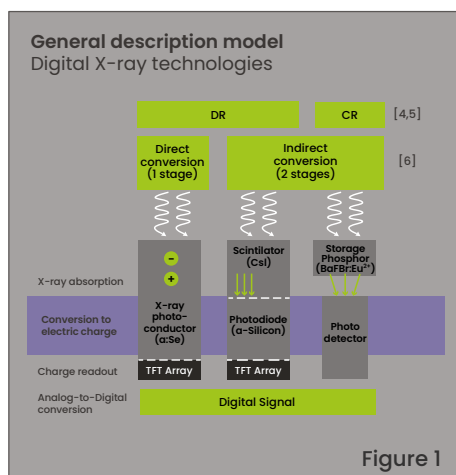 General description model
Digital X-ray technologies
DR
CR
[4,5]
Direct
conversion
(1 stage)
Indirect
conversion
(2 stages)
[6]
-
+
Scintilator
(CsI)
Storage
Phosphor
(BaFBr:Eu²⁺)
X-ray absorption
Conversion to
electric charge
X-ray
photo-
conductor
(a:Se)
Photodiode
(a-Silicon)
Photo
detector
Charge readout
TFT Array
TFT Array
Analog-to-Digital
conversion
Digital Signal
Figure 1